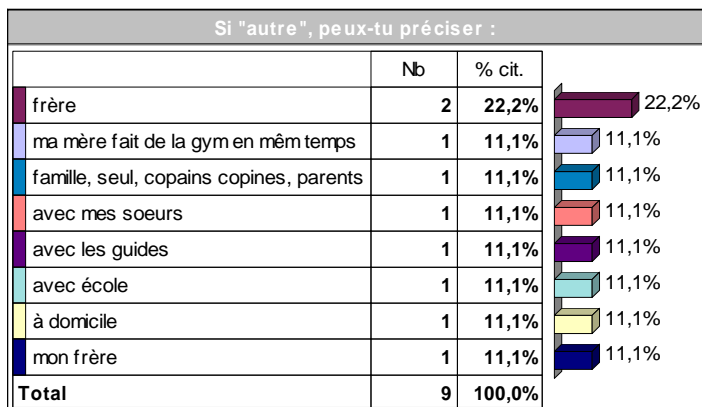 Si "autre", peux-tu préciser :
Nb % cit.
frère 2 22,2% 22,2%
ma mère fait de la gym en mêm temps 1 11,1% 11,1%
famille, seul, copains copines, parents 1 11,1% 11,1%
avec mes soeurs 1 11,1% 11,1%
avec les guides 1 11,1% 11,1%
avec école 1 11,1% 11,1%
à domicile 1 11,1% 11,1%
mon frère 1 11,1% 11,1%
Total 9 100,0%